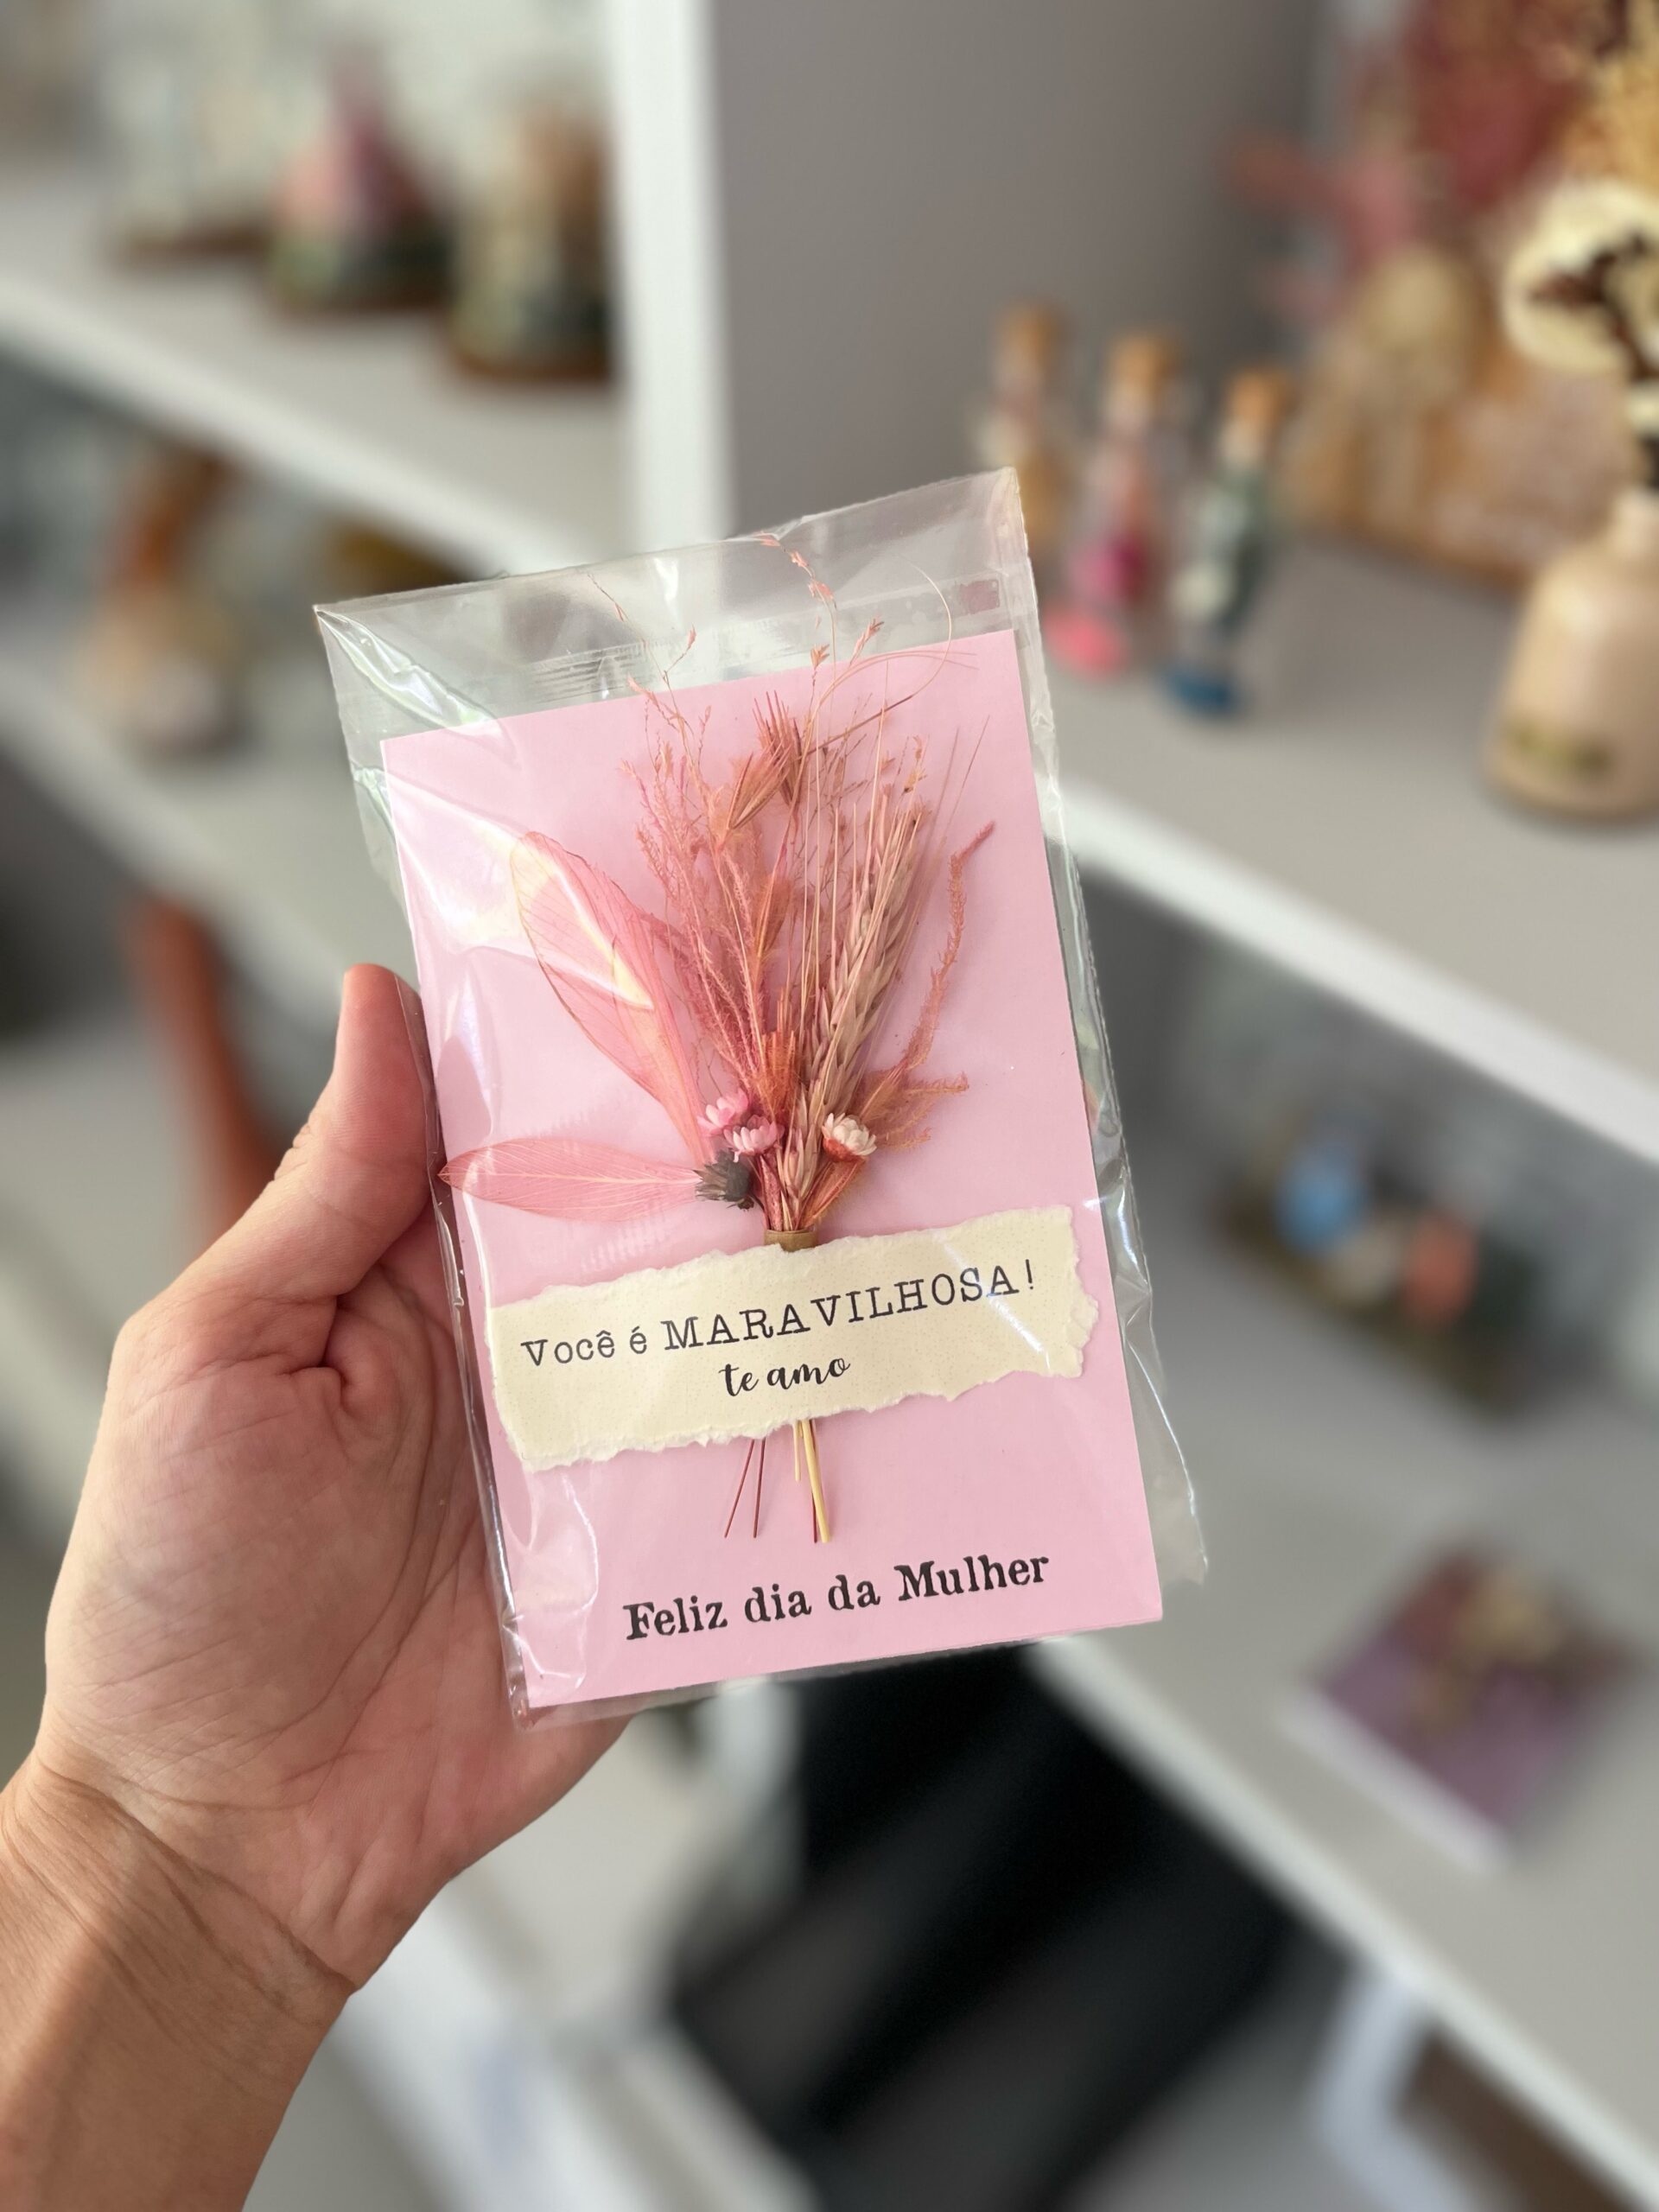 Você é MARAVILHOSA!
te amo
Feliz dia da Mulher